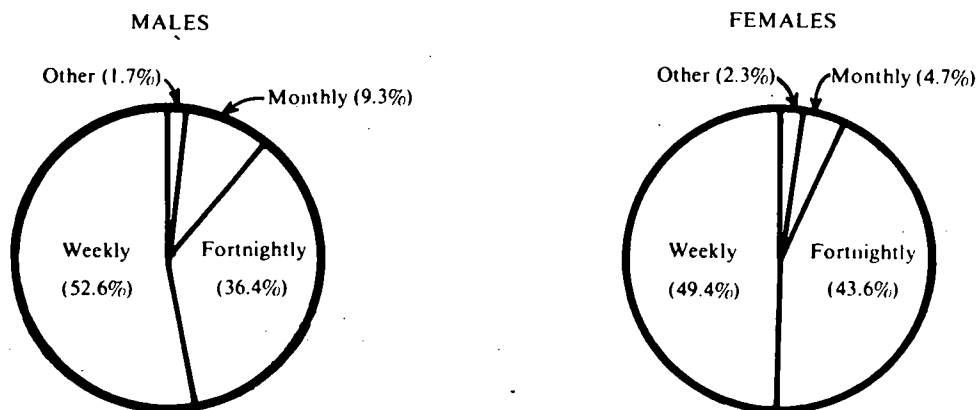 MALES
Other (1.7%)
Monthly (9.3%)
Weekly
(52.6%)
Fortnightly
(36.4%)
FEMALES
Other (2.3%)
Monthly (4.7%)
Weekly
(49.4%)
Fortnightly
(43.6%)